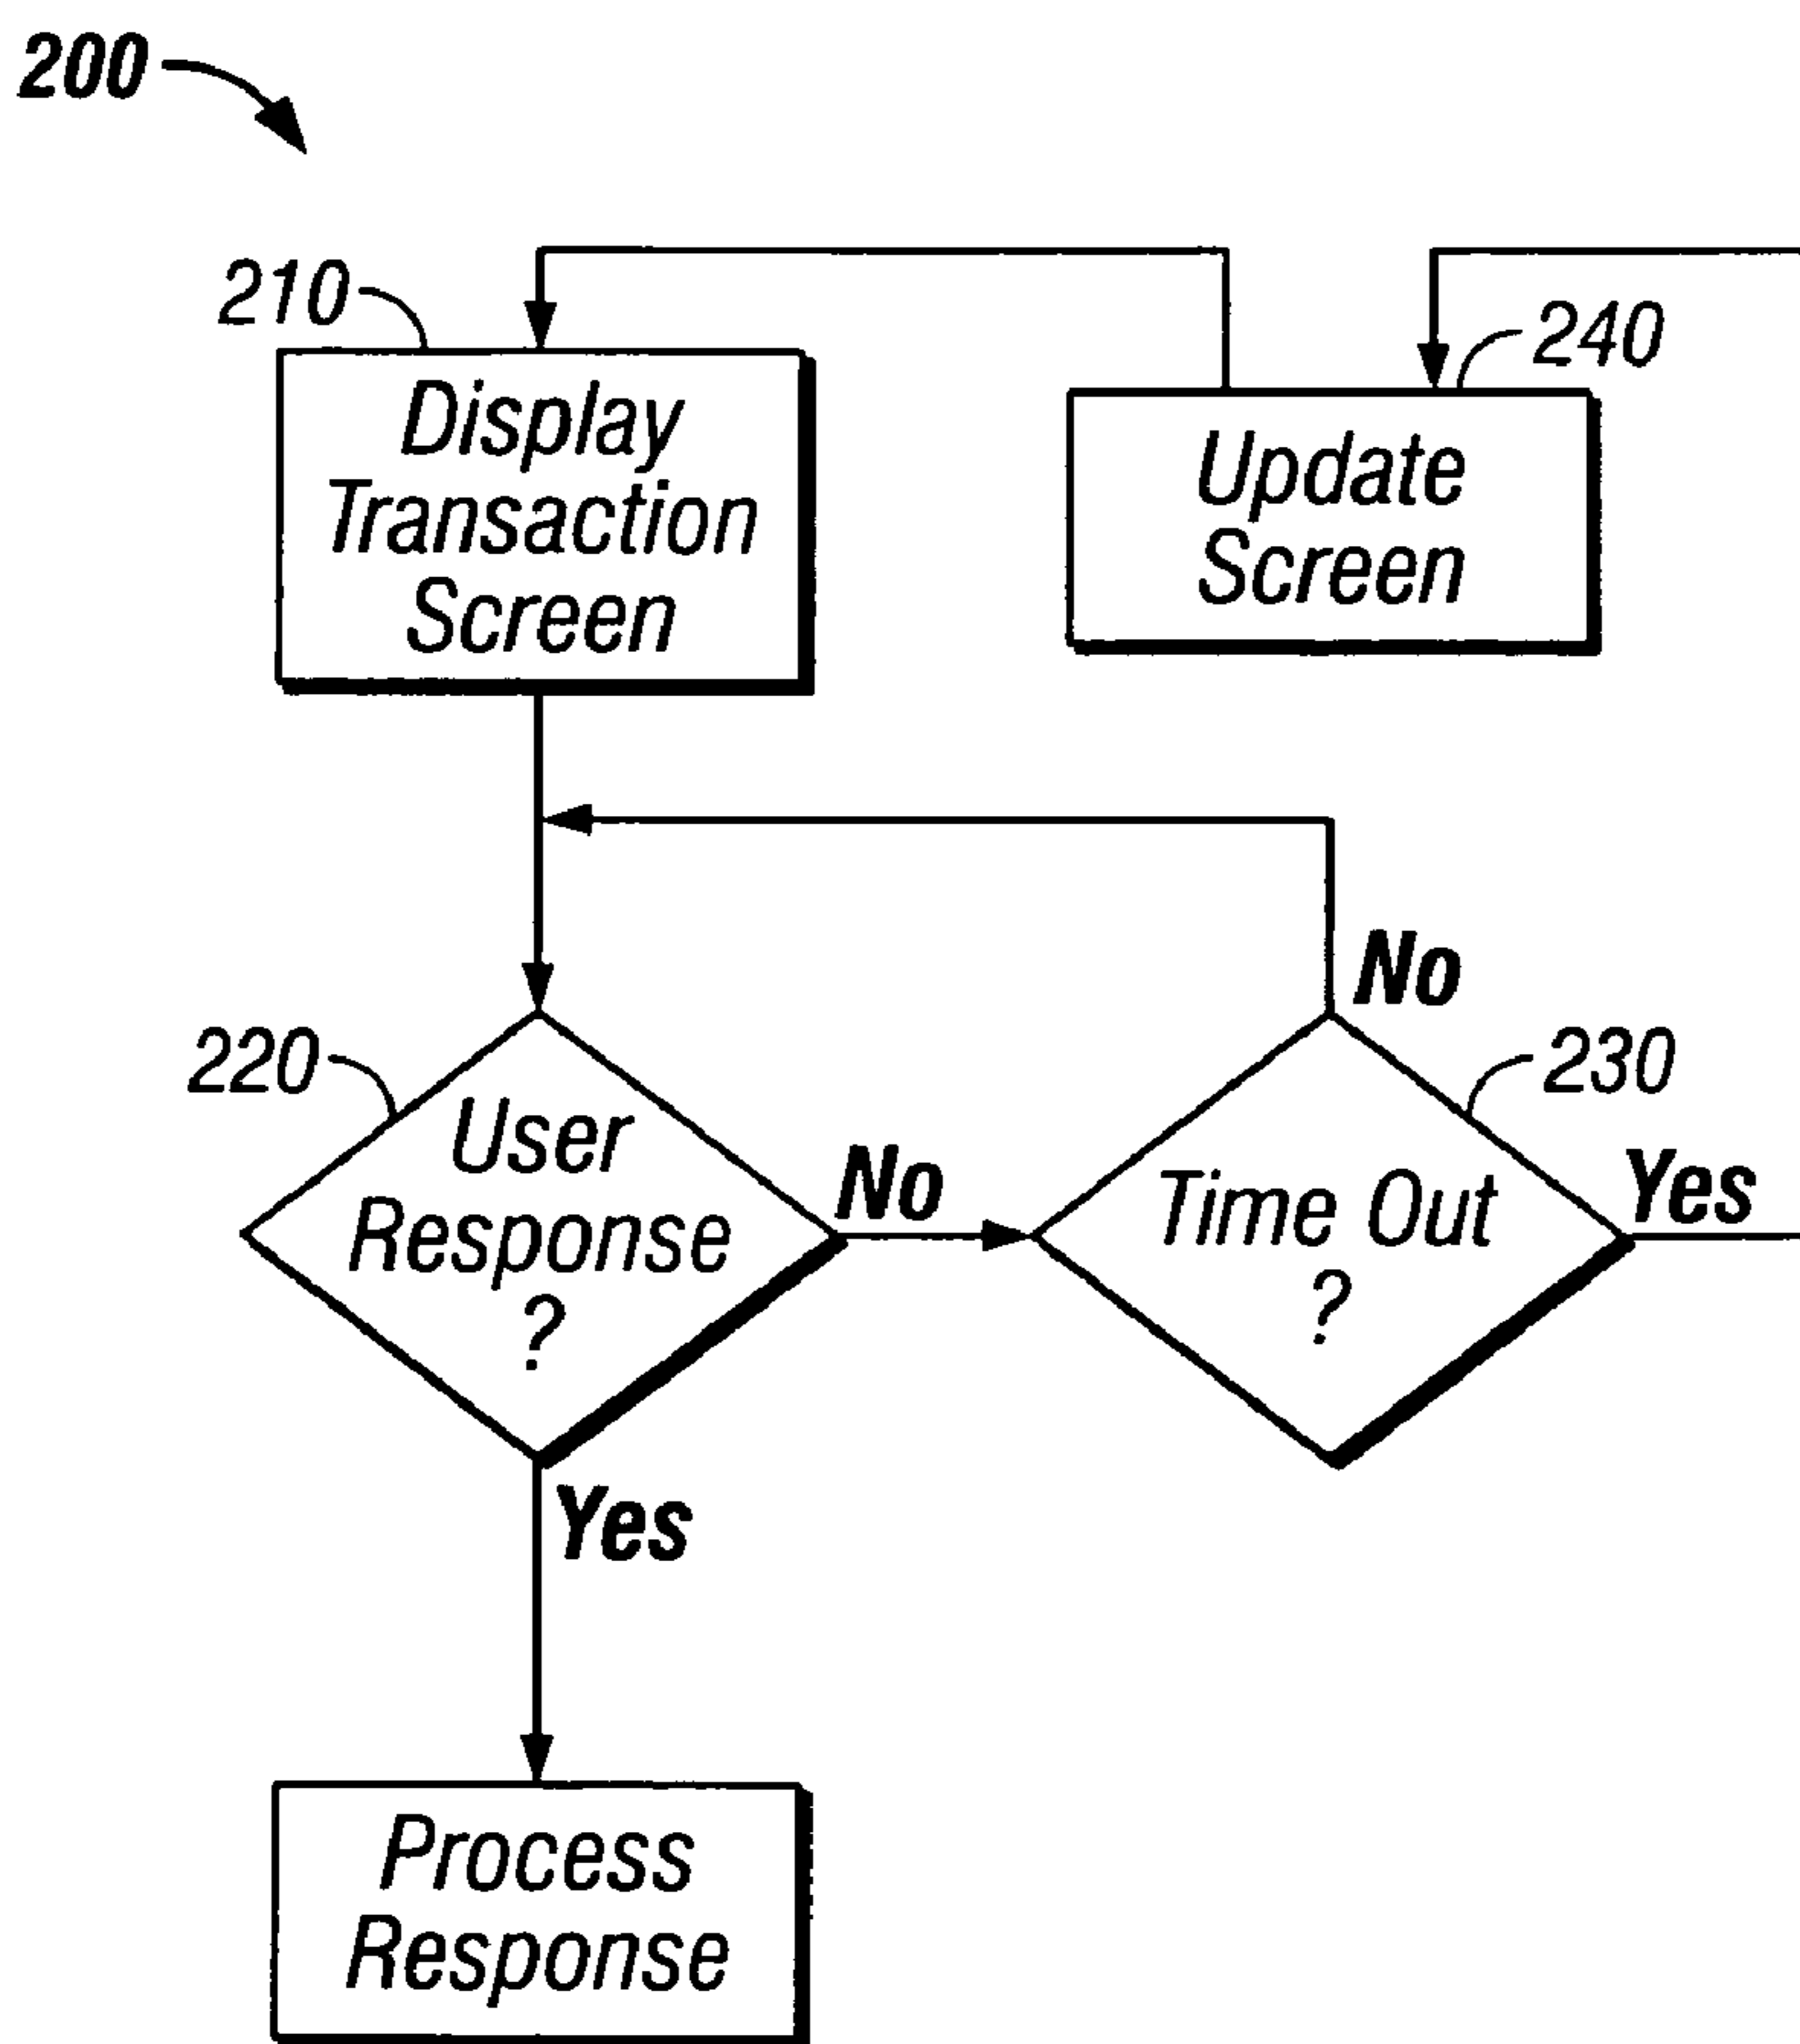 200
210
Display
Transaction
Screen
240
Update
Screen
No
220
User
Response
?
No
230
Time Out
?
Yes
Yes
Process
Response